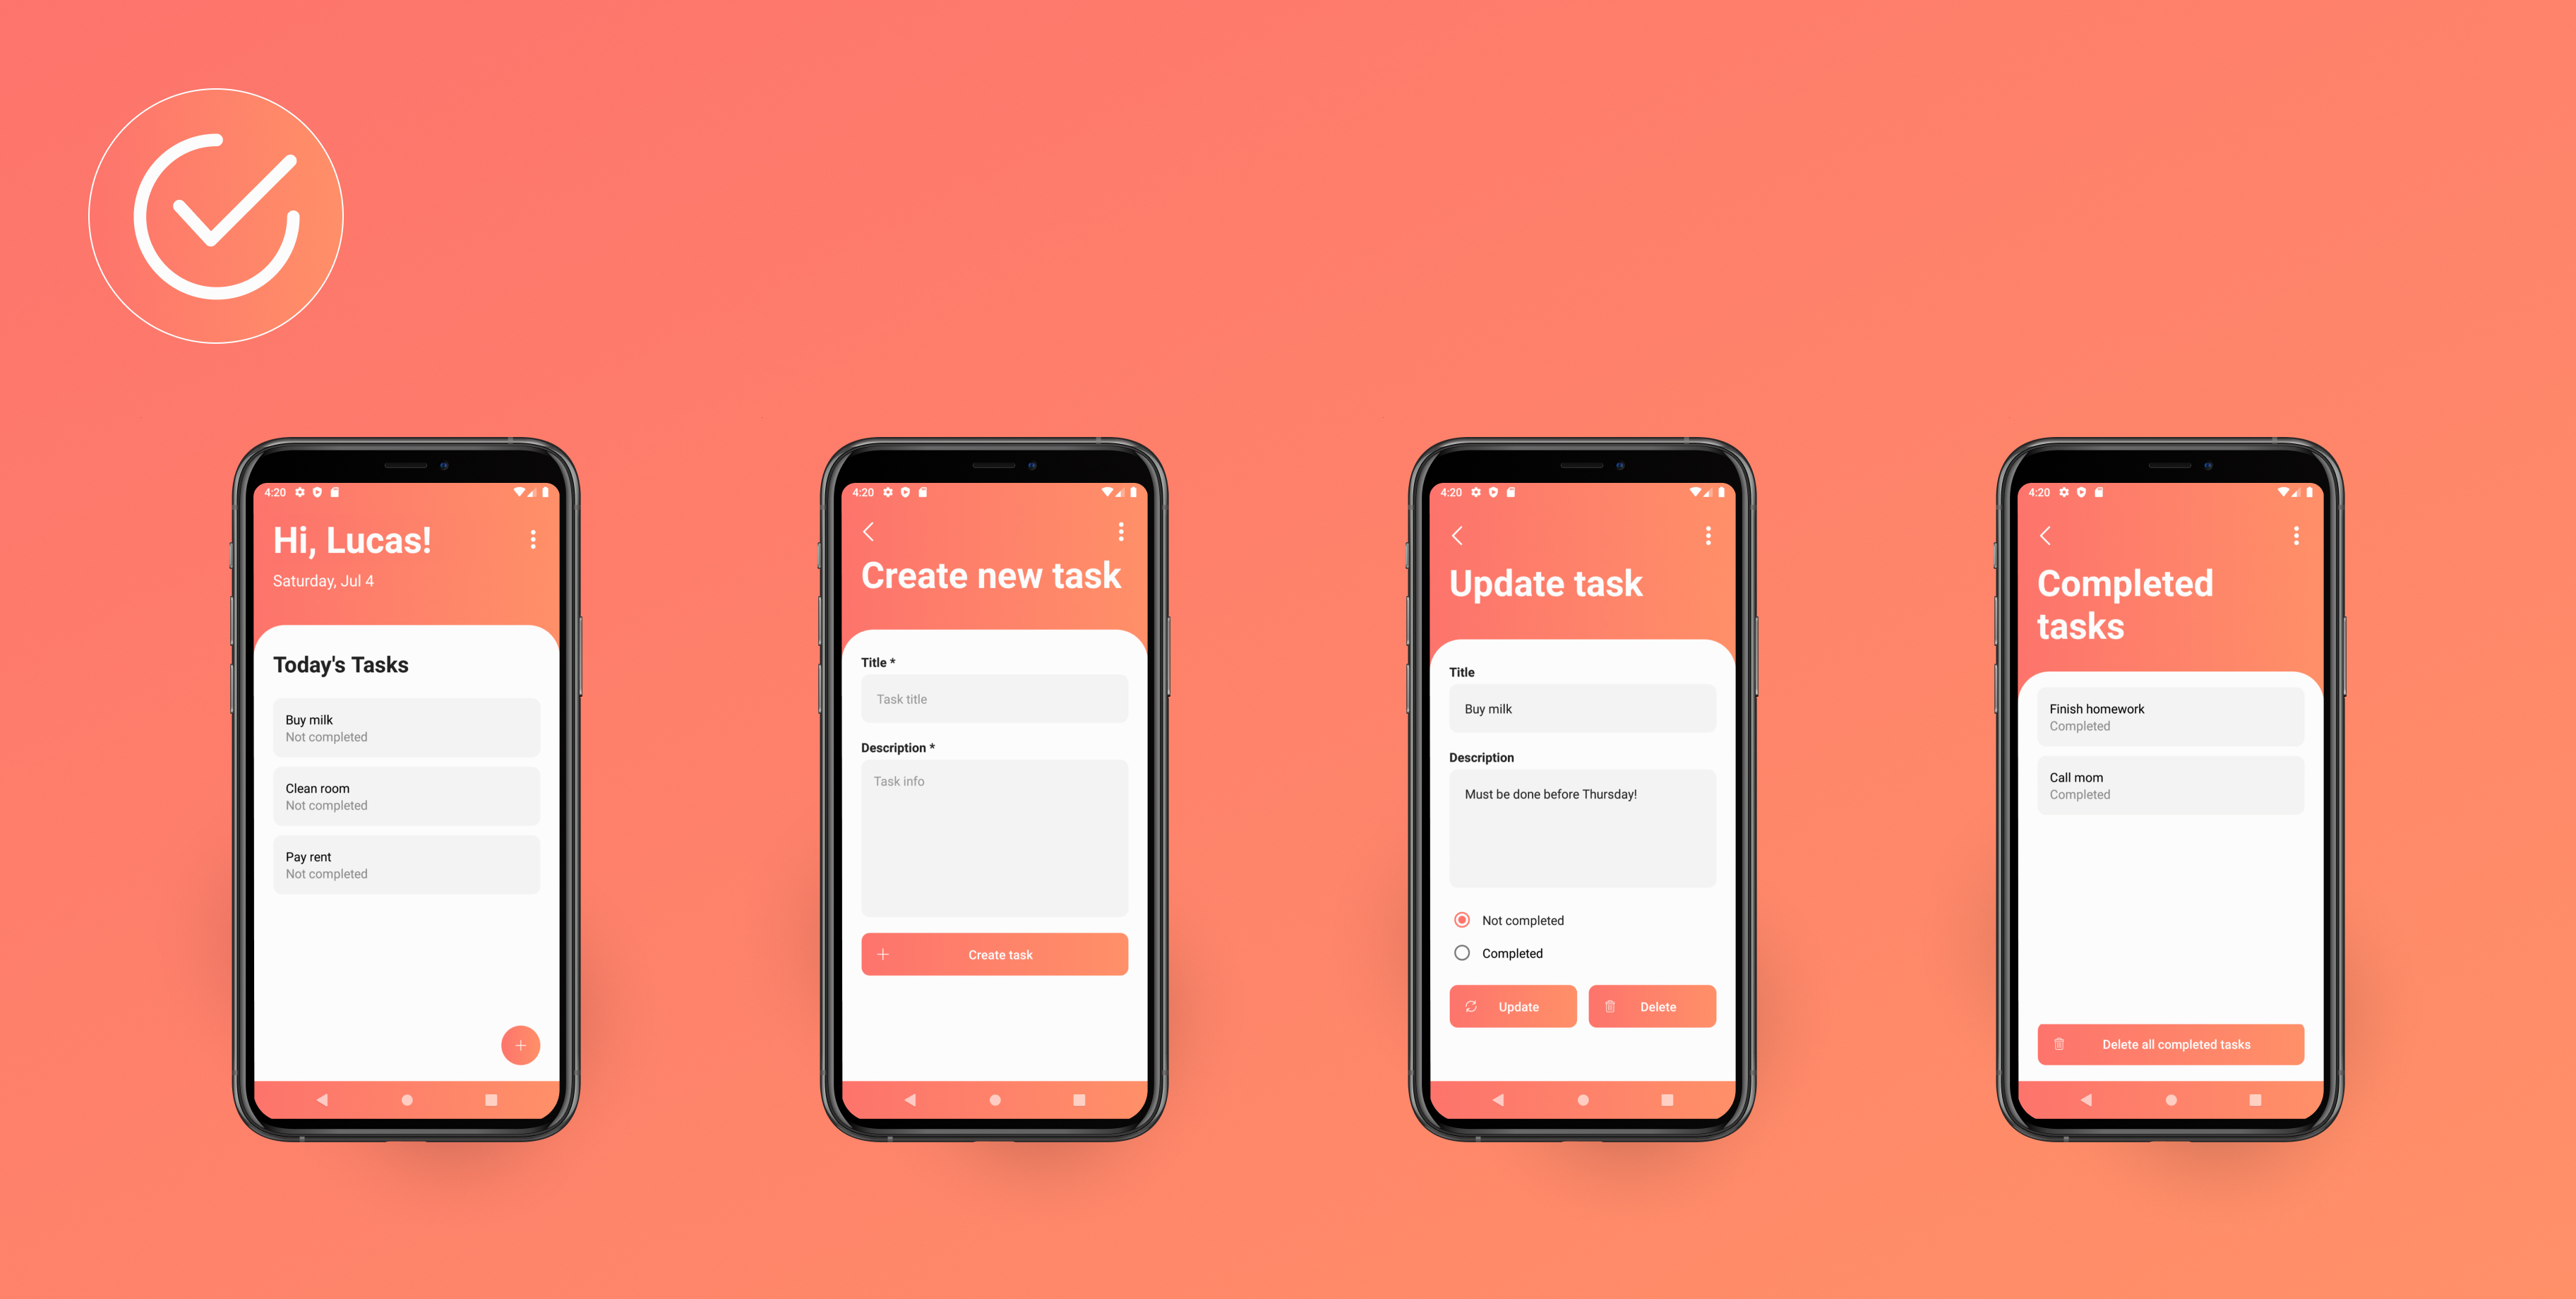 4:20
Hi, Lucas!
Saturday, Jul 4
Today's Tasks
Buy milk
Not completed
Clean room
Not completed
Pay rent
Not completed
4:20
Create new task
Title *
Task title
Description *
Task info
Create task
4:20
Update task
Title
Buy milk
Description
Must be done before Thursday!
Not completed
Completed
Update
Delete
4:20
Completed
tasks
Finish homework
Completed
Call mom
Completed
Delete all completed tasks